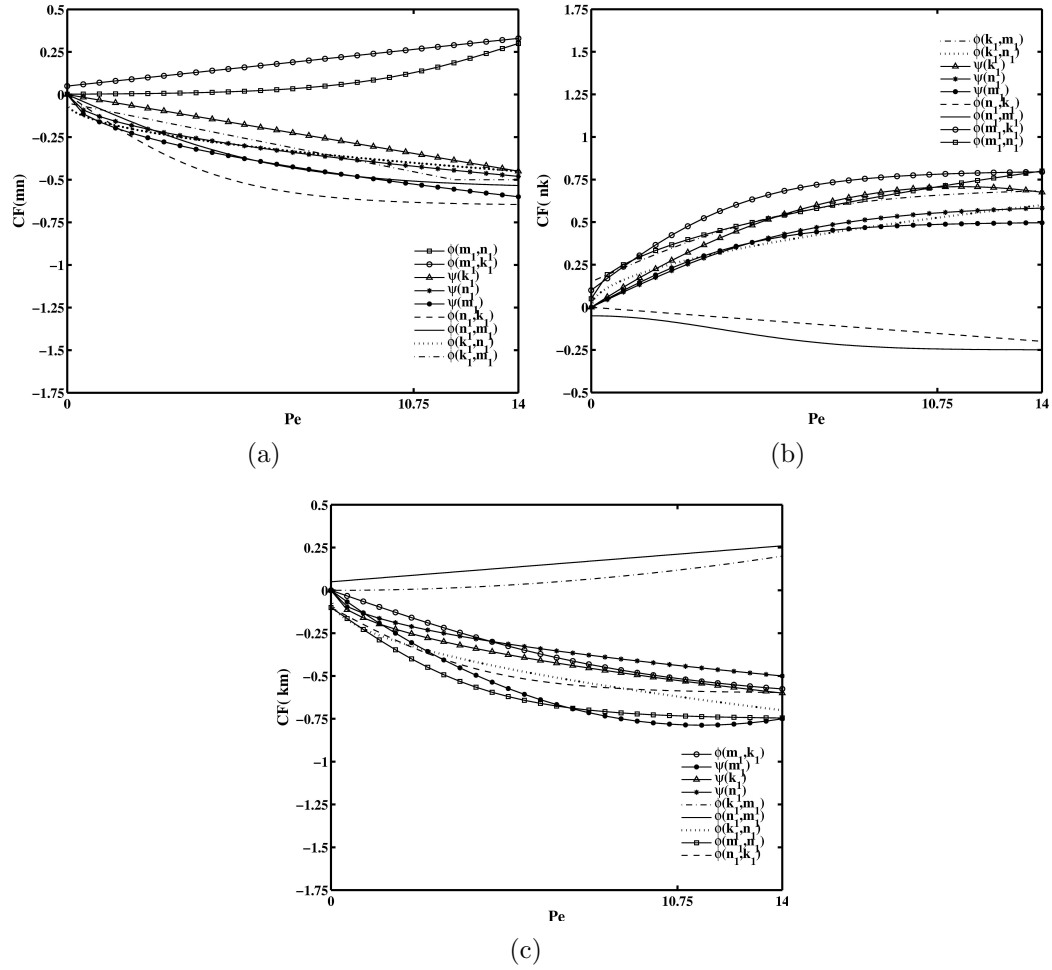 0.5
0.25
0
−0.25
−0.5
−0.75
−1
−1.25
−1.5
−1.75
CF(mn)
0
10.75
14
Pe
ϕ(m₁,n₁)
ϕ(m₁,k₁)
ψ(k₁)
ψ(n₁)
ψ(m₁)
ϕ(n₁,k₁)
ϕ(n₁,m₁)
ϕ(k₁,n₁)
ϕ(k₁,m₁)
(a)
1.75
1.5
1.25
1
0.75
0.5
0.25
0
−0.25
−0.5
CF( nk)
0
10.75
14
Pe
ϕ(k₁,m₁)
ϕ(k₁,n₁)
ψ(k₁)
ψ(n₁)
ψ(m₁)
ϕ(n₁,k₁)
ϕ(n₁,m₁)
ϕ(m₁,k₁)
ϕ(m₁,n₁)
(b)
0.5
0.25
0
−0.25
−0.5
−0.75
−1
−1.25
−1.5
−1.75
CF( km)
0
10.75
14
Pe
ϕ(m₁,k₁)
ψ(m₁)
ψ(k₁)
ψ(n₁)
ϕ(k₁,m₁)
ϕ(n₁,m₁)
ϕ(k₁,n₁)
ϕ(m₁,n₁)
ϕ(n₁,k₁)
(c)